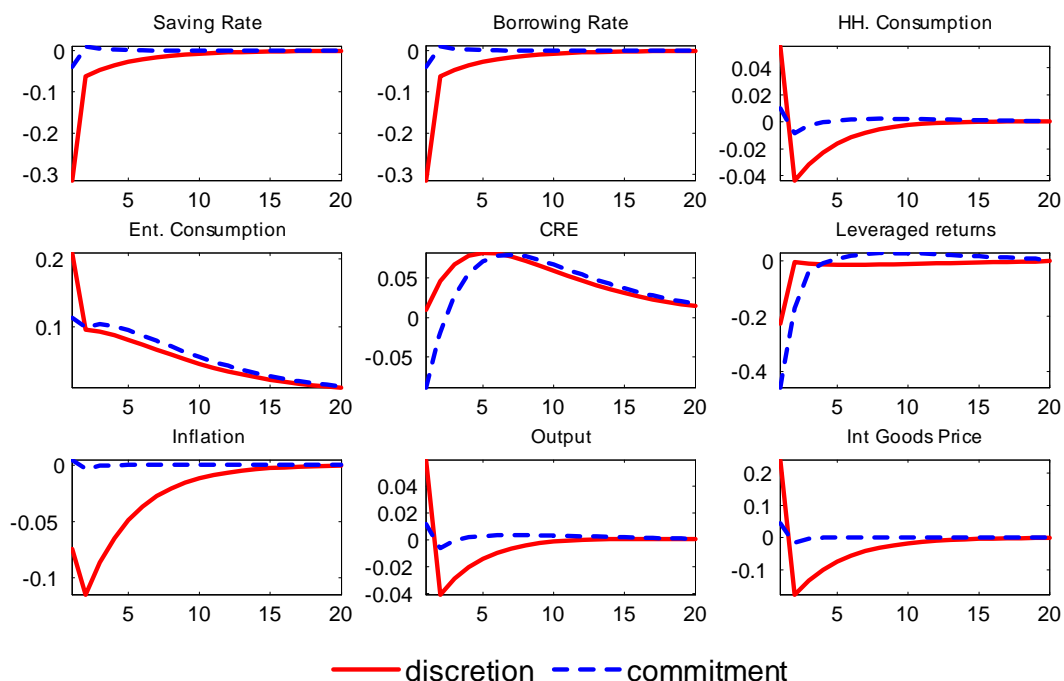 Saving Rate Borrowing Rate HH. Consumption
0 0 0.04
-0.1 -0.1 0.02
0
-0.2 -0.2 -0.02
-0.3 -0.3 -0.04
5 10 15 20 5 10 15 20 5 10 15 20
Ent. Consumption CRE Leveraged returns
0.2 0.05 0
0.1 0 -0.2
0.05 -0.4
5 10 15 20 5 10 15 20 5 10 15 20
Inflation Output Int Goods Price
0 0.04 0.2
0.02 0.1
-0.05 0 0
-0.02 -0.1
-0.1 -0.04
5 10 15 20 5 10 15 20 5 10 15 20
discretion commitment